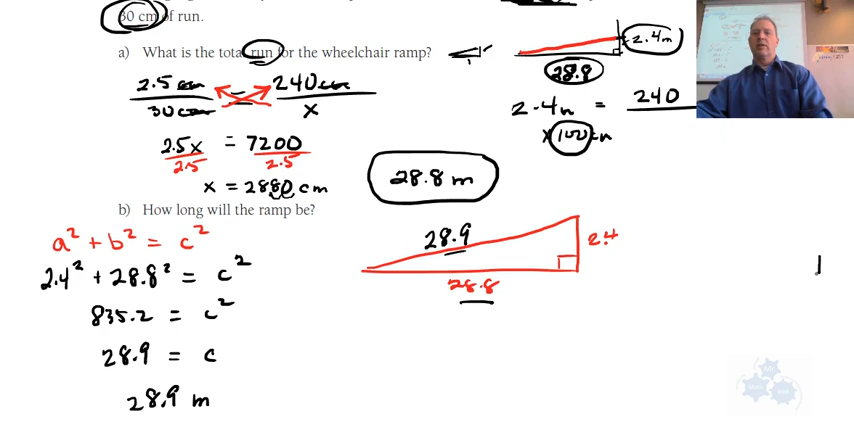 30 cm of run.
a) What is the total run for the wheelchair ramp?
2.4m
28.8
2.5 cm / 30 cm = 240 cm / x
2.4m = 240
x 100 cm
2.5x = 7200
2.5 2.5
x = 2880 cm
28.8 m
b) How long will the ramp be?
a² + b² = c²
28.9
2.4
28.8
2.4² + 28.8² = c²
835.2 = c²
28.9 = c
28.9 m